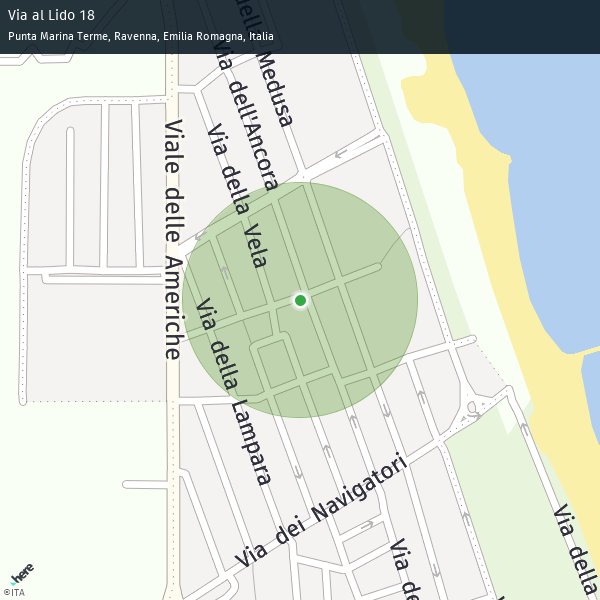 Via al Lido 18
Punta Marina Terme, Ravenna, Emilia Romagna, Italia
della Medusa
Via dell'Ancora
Via della Vela
Viale delle Americhe
Via della Lampara
Via dei Navigatori
Via de
Via della
here
©ITA